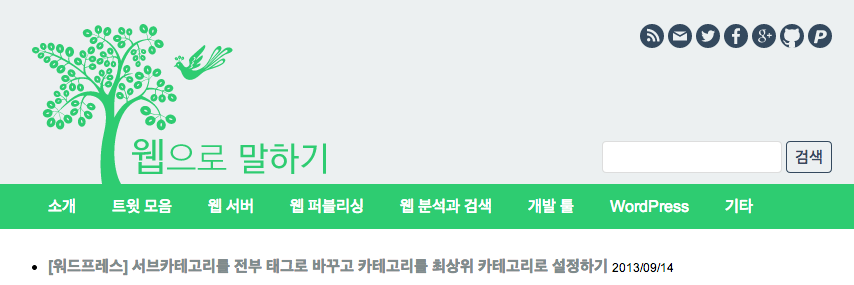 웹으로 말하기
검색
소개 트윗 모음 웹 서버 웹 퍼블리싱 웹 분석과 검색 개발 툴 WordPress 기타
[워드프레스] 서브카테고리를 전부 태그로 바꾸고 카테고리를 최상위 카테고리로 설정하기 2013/09/14